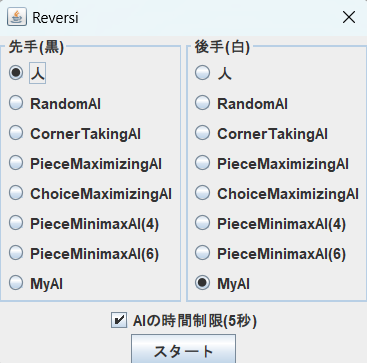 Reversi
先手(黒)
人
RandomAI
CornerTakingAI
PieceMaximizingAI
ChoiceMaximizingAI
PieceMinimaxAI(4)
PieceMinimaxAI(6)
MyAI
後手(白)
人
RandomAI
CornerTakingAI
PieceMaximizingAI
ChoiceMaximizingAI
PieceMinimaxAI(4)
PieceMinimaxAI(6)
MyAI
AIの時間制限(5秒)
スタート